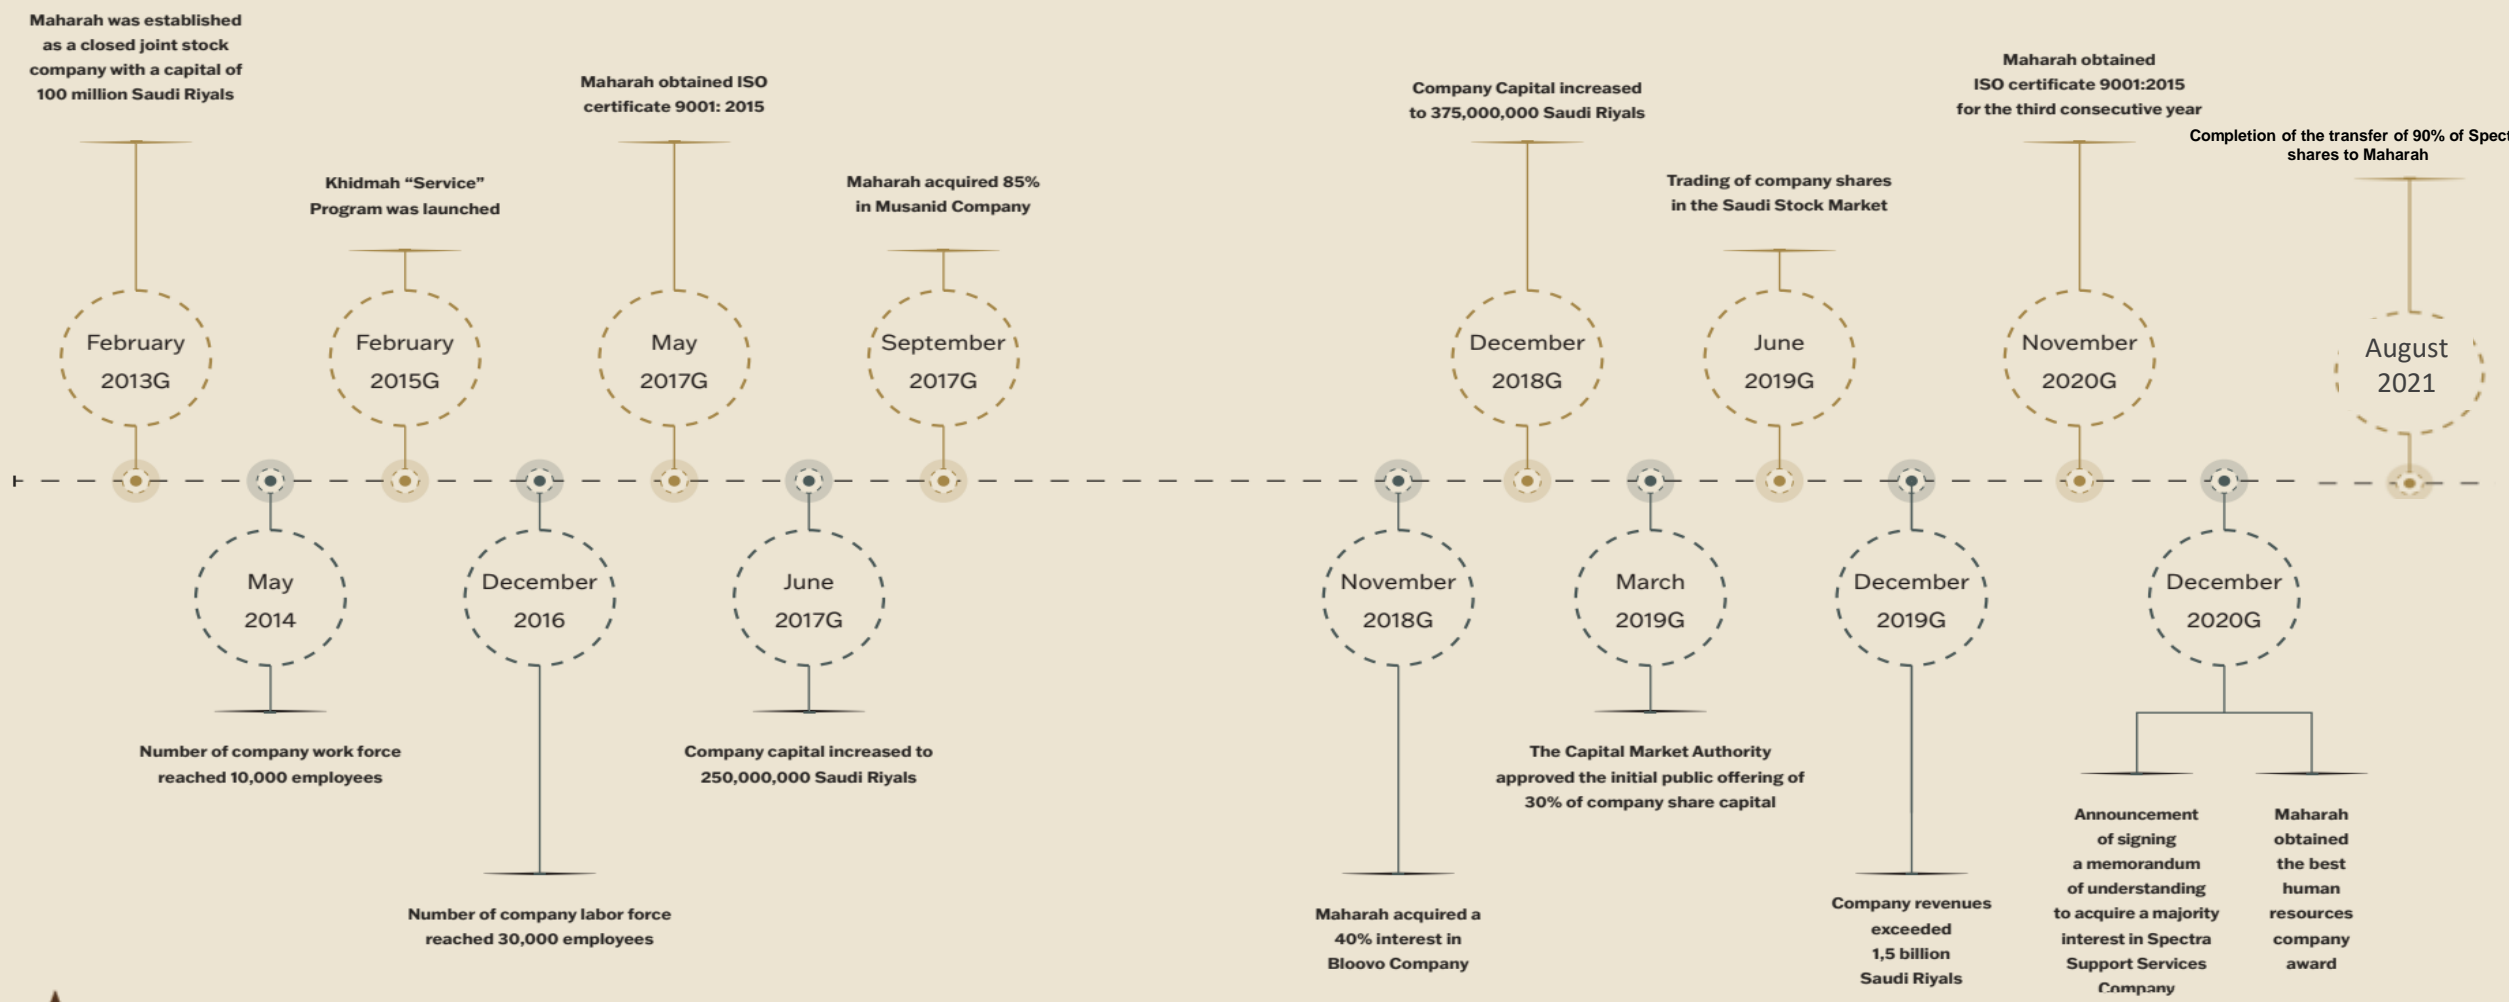 Maharah was established
as a closed joint stock
company with a capital of
100 million Saudi Riyals
February
2013G
May
2014
Number of company work force
reached 10,000 employees
Khidmah “Service”
Program was launched
February
2015G
December
2016
Number of company labor force
reached 30,000 employees
Maharah obtained ISO
certificate 9001: 2015
May
2017G
June
2017G
Company capital increased to
250,000,000 Saudi Riyals
Maharah acquired 85%
in Musanid Company
September
2017G
November
2018G
Maharah acquired a
40% interest in
Bloovo Company
Company Capital increased
to 375,000,000 Saudi Riyals
December
2018G
March
2019G
The Capital Market Authority
approved the initial public offering of
30% of company share capital
Trading of company shares
in the Saudi Stock Market
June
2019G
December
2019G
Company revenues
exceeded
1,5 billion
Saudi Riyals
Maharah obtained
ISO certificate 9001:2015
for the third consecutive year
November
2020G
December
2020G
Announcement
of signing
a memorandum
of understanding
to acquire a majority
interest in Spectra
Support Services
Company
Maharah
obtained
the best
human
resources
company
award
Completion of the transfer of 90% of Spect
shares to Maharah
August
2021